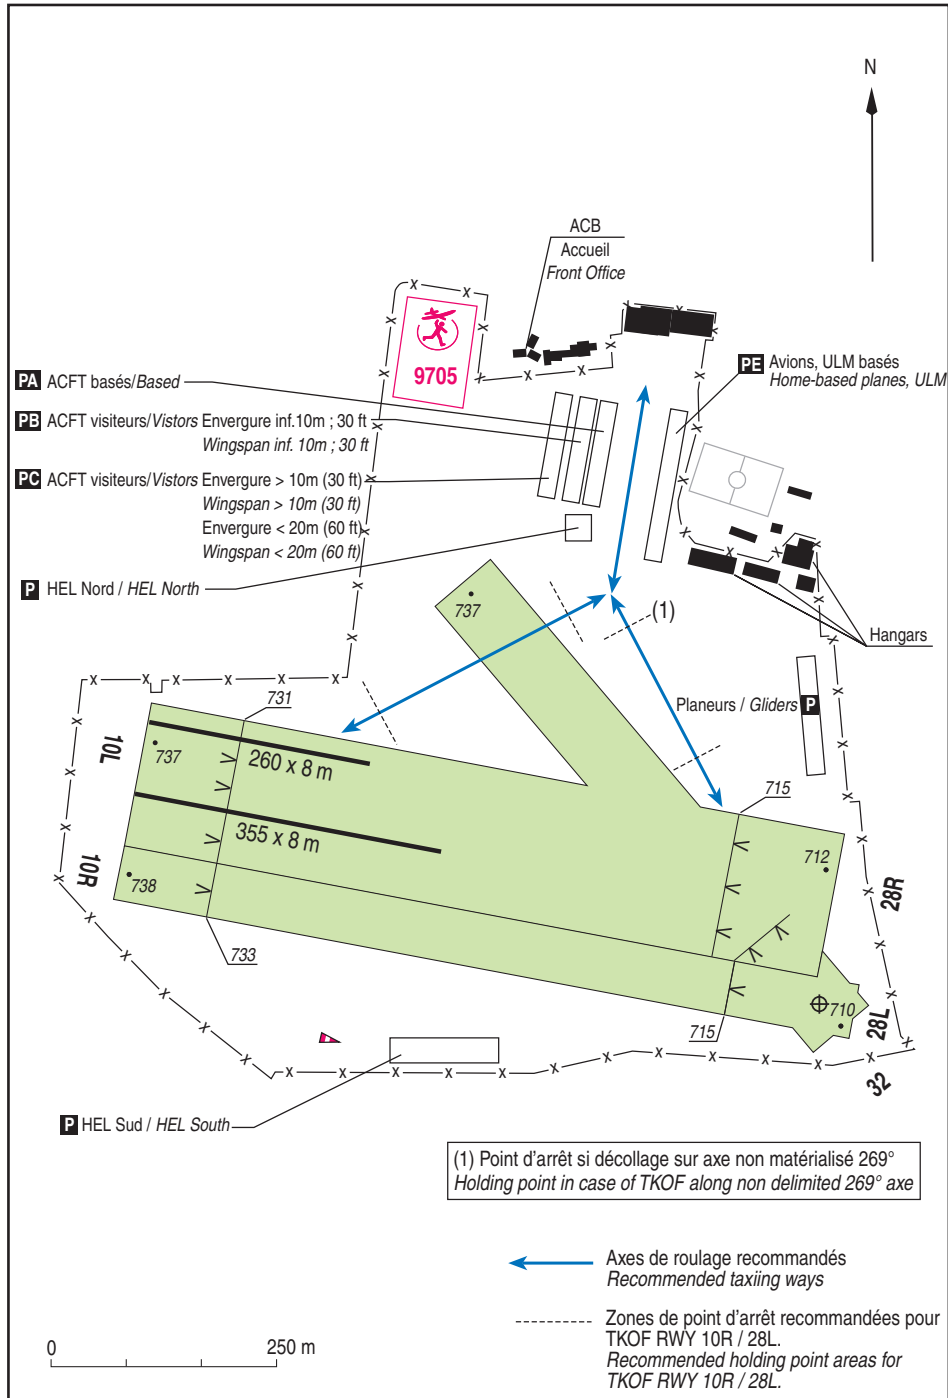 N
ACB
Accueil
Front Office
9705
PA ACFT basés/Based
PB ACFT visiteurs/Vistors Envergure inf.10m ; 30 ft
Wingspan inf. 10m ; 30 ft
PC ACFT visiteurs/Vistors Envergure > 10m (30 ft)
Wingspan > 10m (30 ft)
Envergure < 20m (60 ft)
Wingspan < 20m (60 ft)
P HEL Nord / HEL North
PE Avions, ULM basés
Home-based planes, ULM
737
(1)
Hangars
Planeurs / Gliders P
731
10L
737
260 x 8 m
715
355 x 8 m
10R
738
712
28R
733
710
28L
715
32
P HEL Sud / HEL South
(1) Point d'arrêt si décollage sur axe non matérialisé 269°
Holding point in case of TKOF along non delimited 269° axe
Axes de roulage recommandés
Recommended taxiing ways
Zones de point d'arrêt recommandées pour
TKOF RWY 10R / 28L.
Recommended holding point areas for
TKOF RWY 10R / 28L.
0 250 m